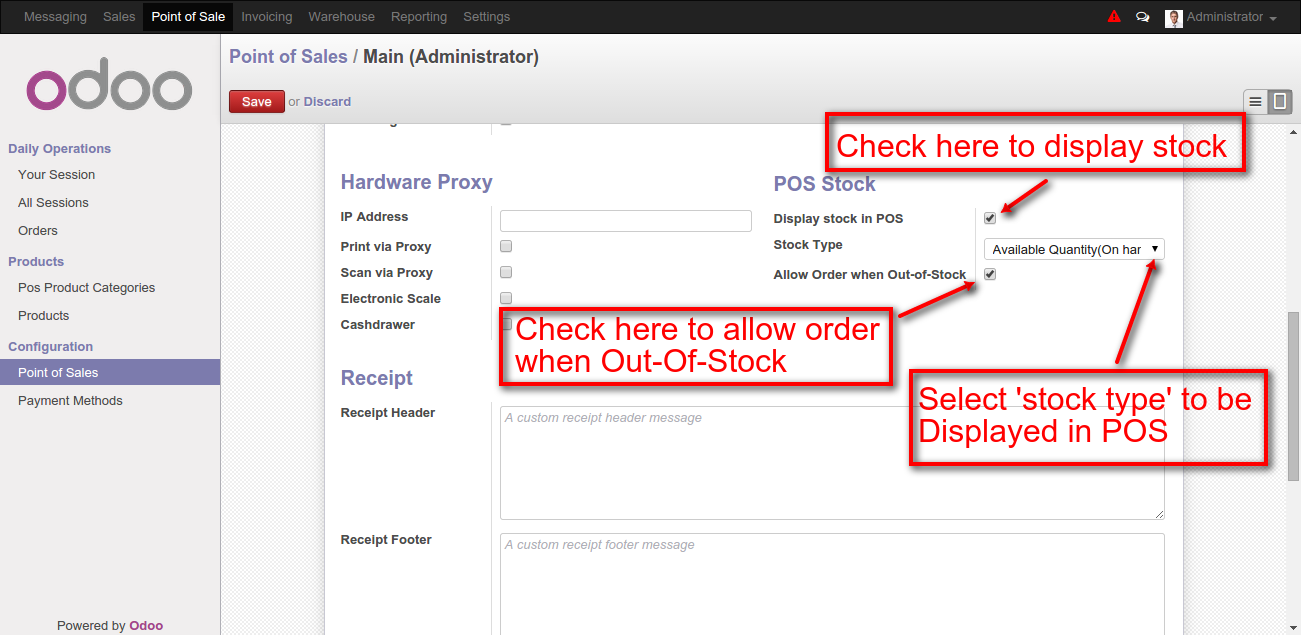 Messaging Sales Point of Sale Invoicing Warehouse Reporting Settings Administrator
odoo
Point of Sales / Main (Administrator)
Save or Discard
Daily Operations
Your Session
All Sessions
Orders
Products
Pos Product Categories
Products
Configuration
Point of Sales
Payment Methods
Powered by Odoo
Check here to display stock
Hardware Proxy
IP Address
Print via Proxy
Scan via Proxy
Electronic Scale
Cashdrawer
POS Stock
Display stock in POS
Stock Type
Available Quantity(On har
Allow Order when Out-of-Stock
Check here to allow order
when Out-Of-Stock
Select 'stock type' to be
Displayed in POS
Receipt
Receipt Header
A custom receipt header message
Receipt Footer
A custom receipt footer message